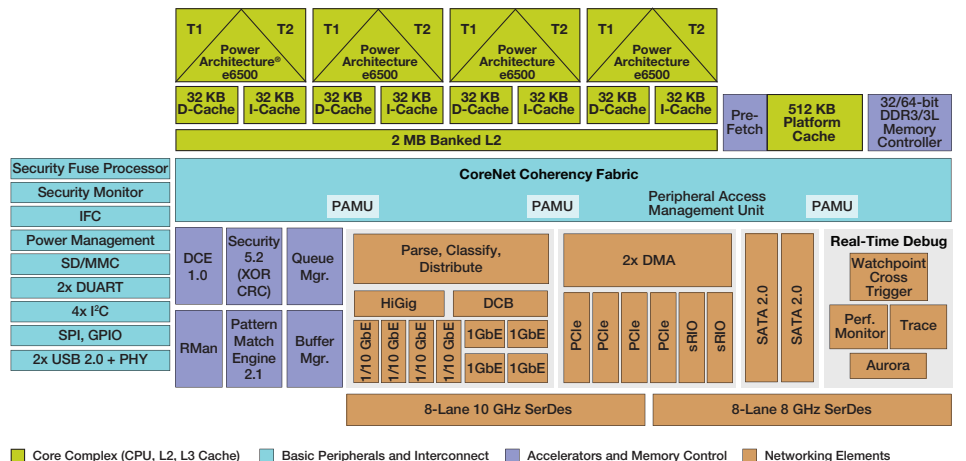 T1 T2 T1 T2 T1 T2 T1 T2
Power Architecture® e6500
Power Architecture e6500
Power Architecture e6500
Power Architecture e6500
32 KB D-Cache
32 KB I-Cache
32 KB D-Cache
32 KB I-Cache
32 KB D-Cache
32 KB I-Cache
32 KB D-Cache
32 KB I-Cache
2 MB Banked L2
Pre-Fetch
512 KB Platform Cache
32/64-bit DDR3/3L Memory Controller
Security Fuse Processor
Security Monitor
IFC
Power Management
SD/MMC
2x DUART
4x I²C
SPI, GPIO
2x USB 2.0 + PHY
CoreNet Coherency Fabric
PAMU
PAMU
Peripheral Access Management Unit
PAMU
DCE 1.0
Security 5.2 (XOR CRC)
Queue Mgr.
RMan
Pattern Match Engine 2.1
Buffer Mgr.
Parse, Classify, Distribute
HiGig
DCB
1/10 GbE
1/10 GbE
1/10 GbE
1/10 GbE
1GbE
1GbE
1GbE
1GbE
2x DMA
PCIe
PCIe
PCIe
PCIe
sRIO
sRIO
SATA 2.0
SATA 2.0
Real-Time Debug
Watchpoint Cross Trigger
Perf. Monitor
Trace
Aurora
8-Lane 10 GHz SerDes
8-Lane 8 GHz SerDes
Core Complex (CPU, L2, L3 Cache)
Basic Peripherals and Interconnect
Accelerators and Memory Control
Networking Elements